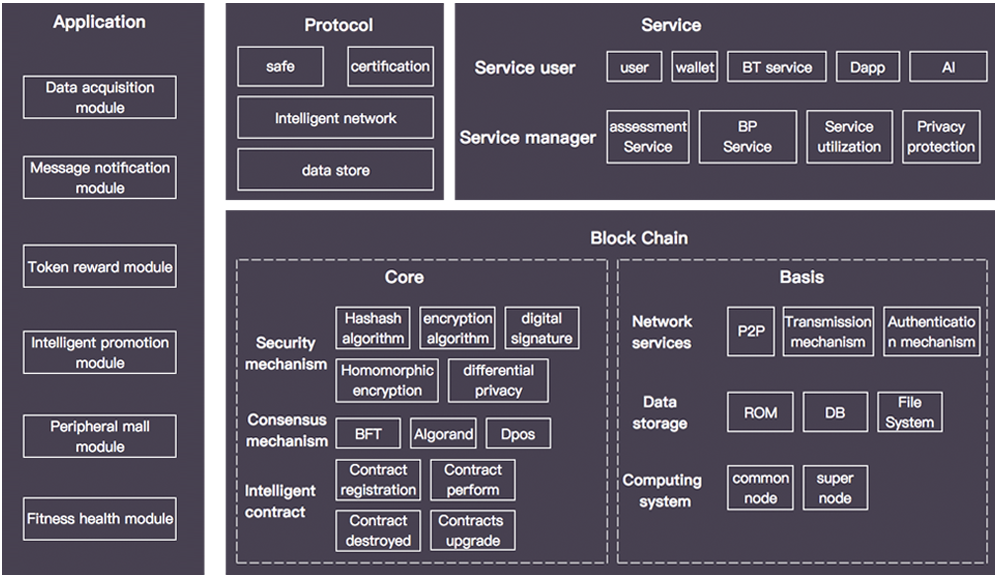 Application
Data acquisition
module
Message notification
module
Token reward module
Intelligent promotion
module
Peripheral mall
module
Fitness health module
Protocol
safe
certification
Intelligent network
data store
Service
Service user
user
wallet
BT service
Dapp
AI
Service manager
assessment
Service
BP
Service
Service
utilization
Privacy
protection
Block Chain
Core
Security
mechanism
Hashash
algorithm
encryption
algorithm
digital
signature
Homomorphic
encryption
differential
privacy
Consensus
mechanism
BFT
Algorand
Dpos
Intelligent
contract
Contract
registration
Contract
perform
Contract
destroyed
Contracts
upgrade
Basis
Network
services
P2P
Transmission
mechanism
Authenticatio
n mechanism
Data
storage
ROM
DB
File
System
Computing
system
common
node
super
node